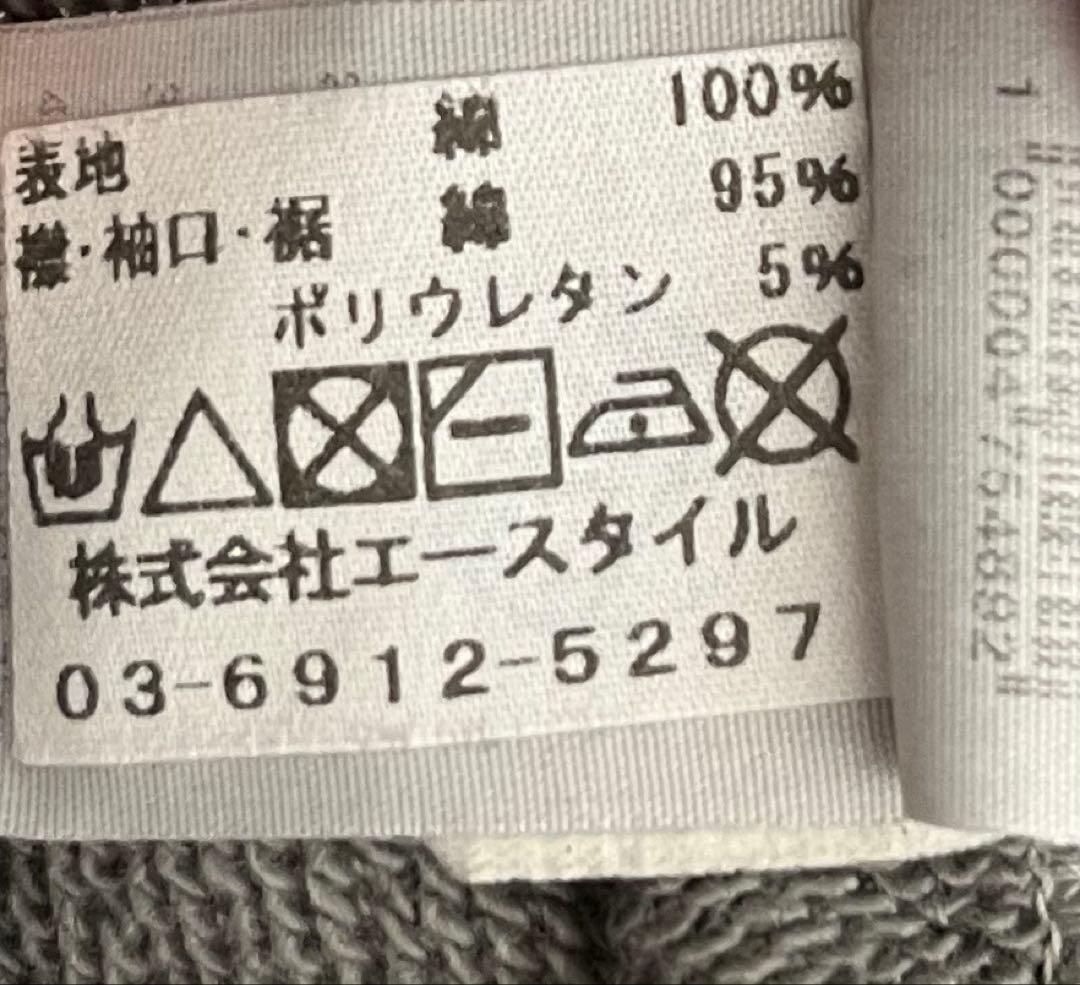 表地 綿 100%
襟・袖口・裾 綿 95%
ポリウレタン 5%
株式会社エースタイル
03-6912-5297